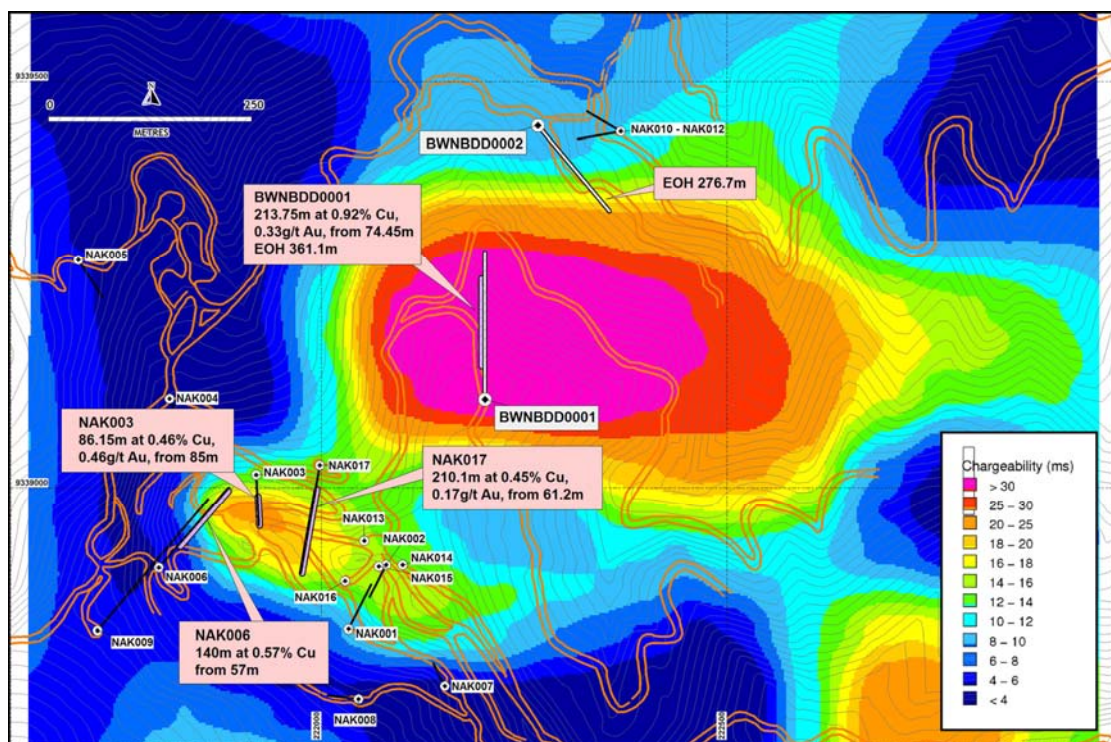 9339500
N
0
250
METRES
BWNBDD0002
NAK010 - NAK012
EOH 276.7m
BWNBDD0001
213.75m at 0.92% Cu,
0.33g/t Au, from 74.45m
EOH 361.1m
NAK005
NAK004
BWNBDD0001
NAK003
86.15m at 0.46% Cu,
0.46g/t Au, from 85m
NAK017
210.1m at 0.45% Cu,
0.17g/t Au, from 61.2m
9339000
NAK003
NAK017
NAK013
NAK002
NAK014
NAK015
NAK006
NAK016
NAK001
NAK009
NAK006
140m at 0.57% Cu
from 57m
NAK007
NAK008
222000
222500
Chargeability (ms)
> 30
25 - 30
20 - 25
18 - 20
16 - 18
14 - 16
12 - 14
10 - 12
8 - 10
6 - 8
4 - 6
< 4